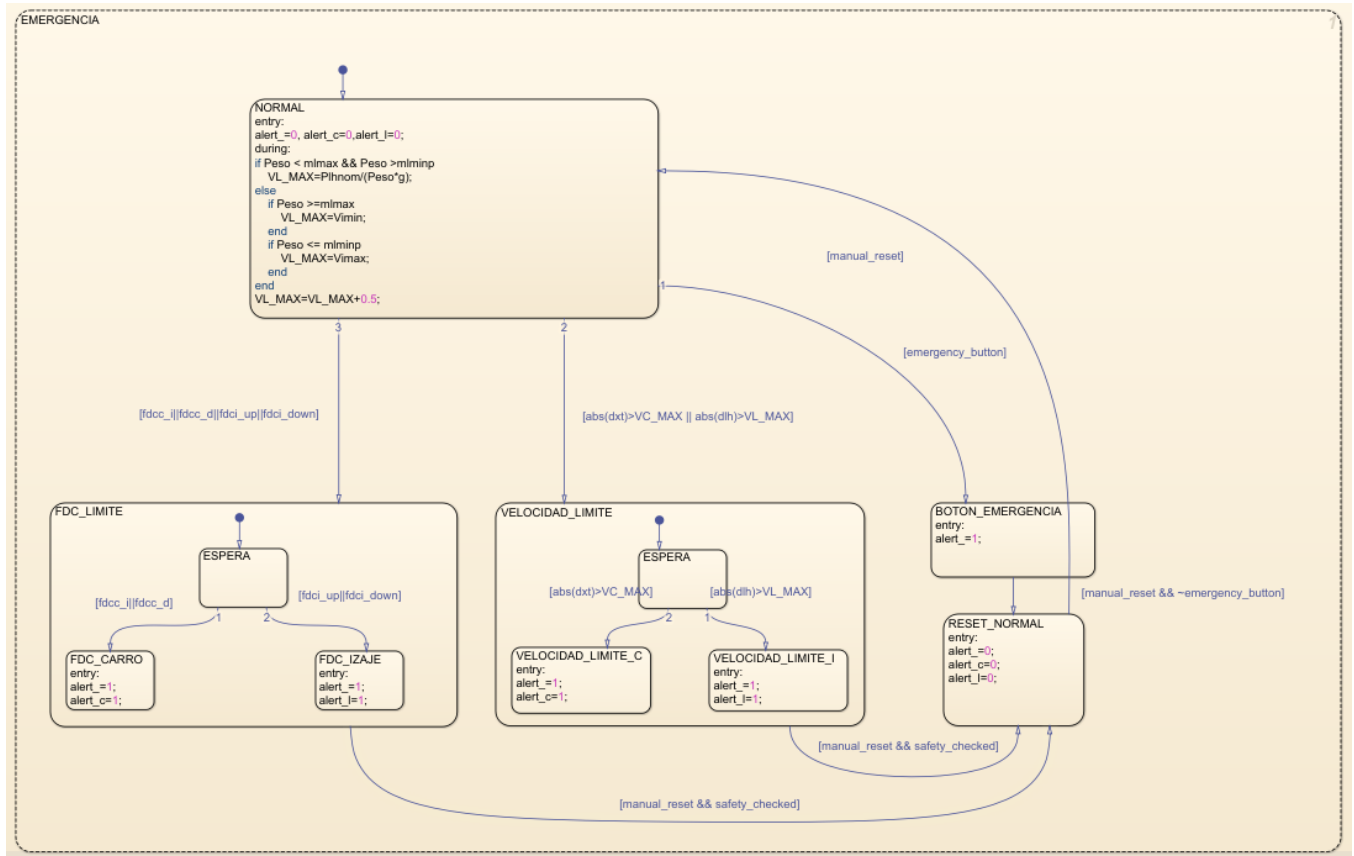 EMERGENCIA
1
NORMAL
entry:
alert_=0, alert_c=0,alert_I=0;
during:
if Peso < mlmax && Peso >mlminp
VL_MAX=Plhnom/(Peso*g);
else
if Peso >=mlmax
VL_MAX=Vimin;
end
if Peso <= mlminp
VL_MAX=Vimax;
end
end
VL_MAX=VL_MAX+0.5;
1
3
2
[manual_reset]
[emergency_button]
[fdcc_i||fdcc_d||fdci_up||fdci_down]
[abs(dxt)>VC_MAX || abs(dlh)>VL_MAX]
FDC_LIMITE
ESPERA
[fdcc_i||fdcc_d]
[fdci_up||fdci_down]
1
2
FDC_CARRO
entry:
alert_=1;
alert_c=1;
FDC_IZAJE
entry:
alert_=1;
alert_I=1;
VELOCIDAD_LIMITE
ESPERA
[abs(dxt)>VC_MAX]
[abs(dlh)>VL_MAX]
2
1
VELOCIDAD_LIMITE_C
entry:
alert_=1;
alert_c=1;
VELOCIDAD_LIMITE_I
entry:
alert_=1;
alert_I=1;
BOTON_EMERGENCIA
entry:
alert_=1;
[manual_reset && ~emergency_button]
RESET_NORMAL
entry:
alert_=0;
alert_c=0;
alert_I=0;
[manual_reset && safety_checked]
[manual_reset && safety_checked]